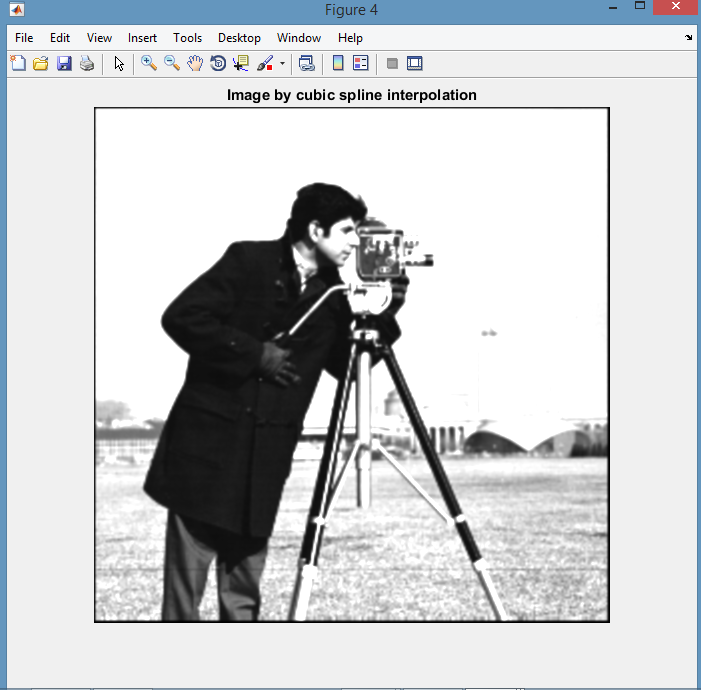 Figure 4
File Edit View Insert Tools Desktop Window Help
Image by cubic spline interpolation